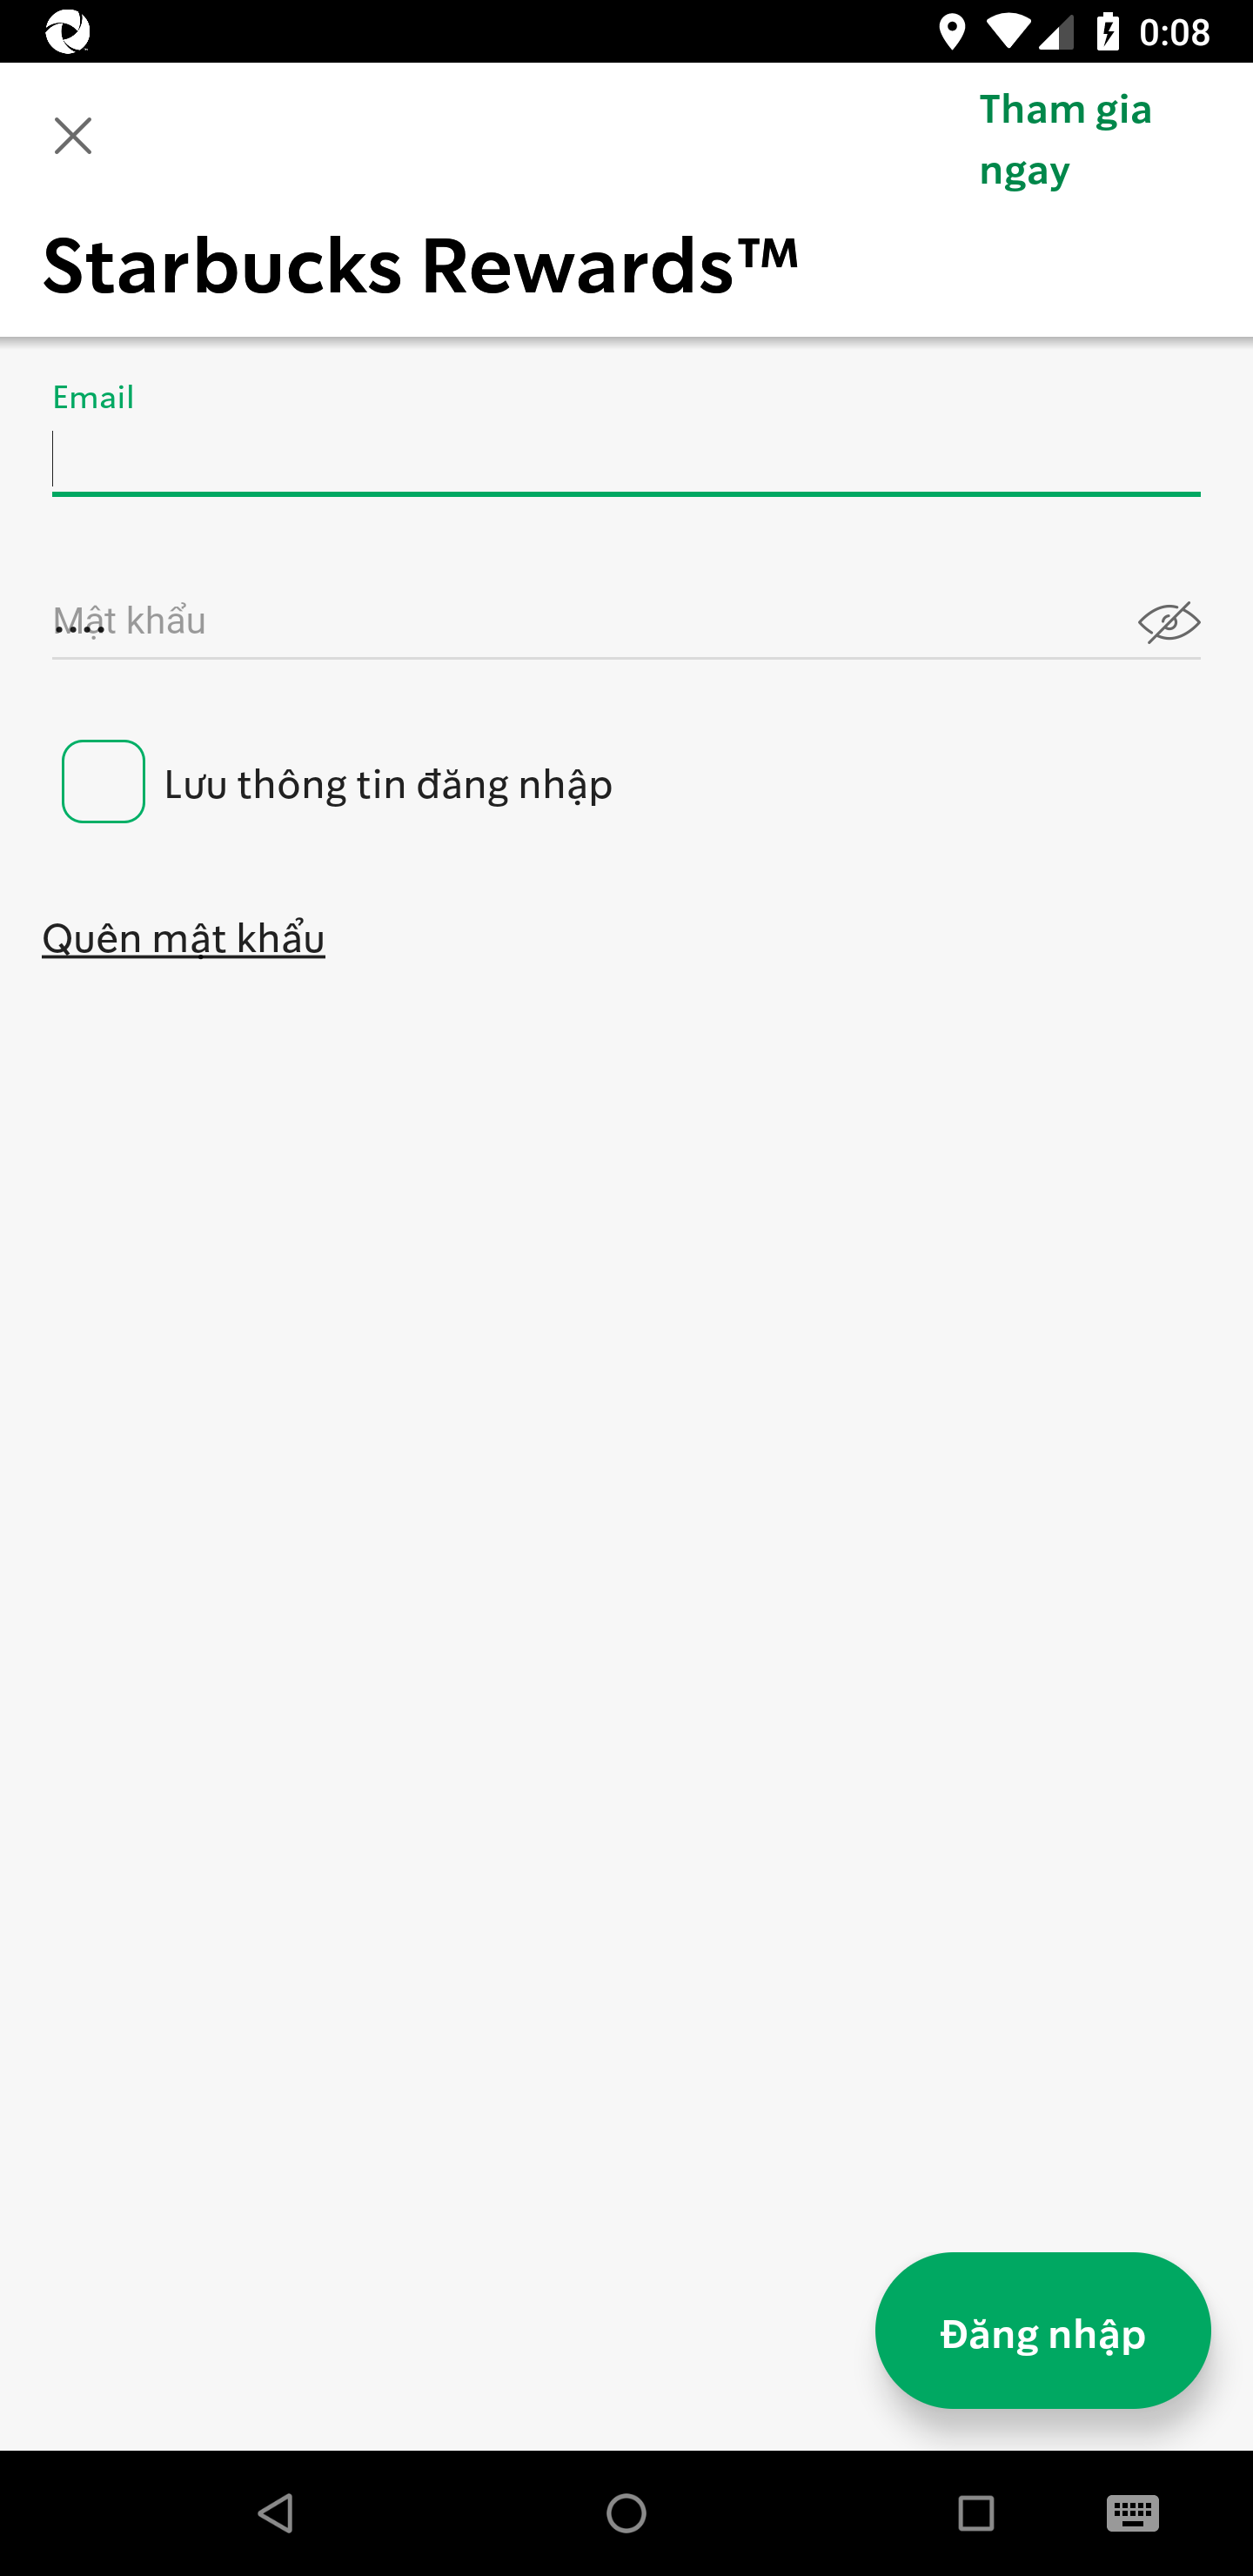 0:08
Tham gia
ngay
Starbucks Rewards™
Email
Mật khẩu
••••
Lưu thông tin đăng nhập
Quên mật khẩu
Đăng nhập